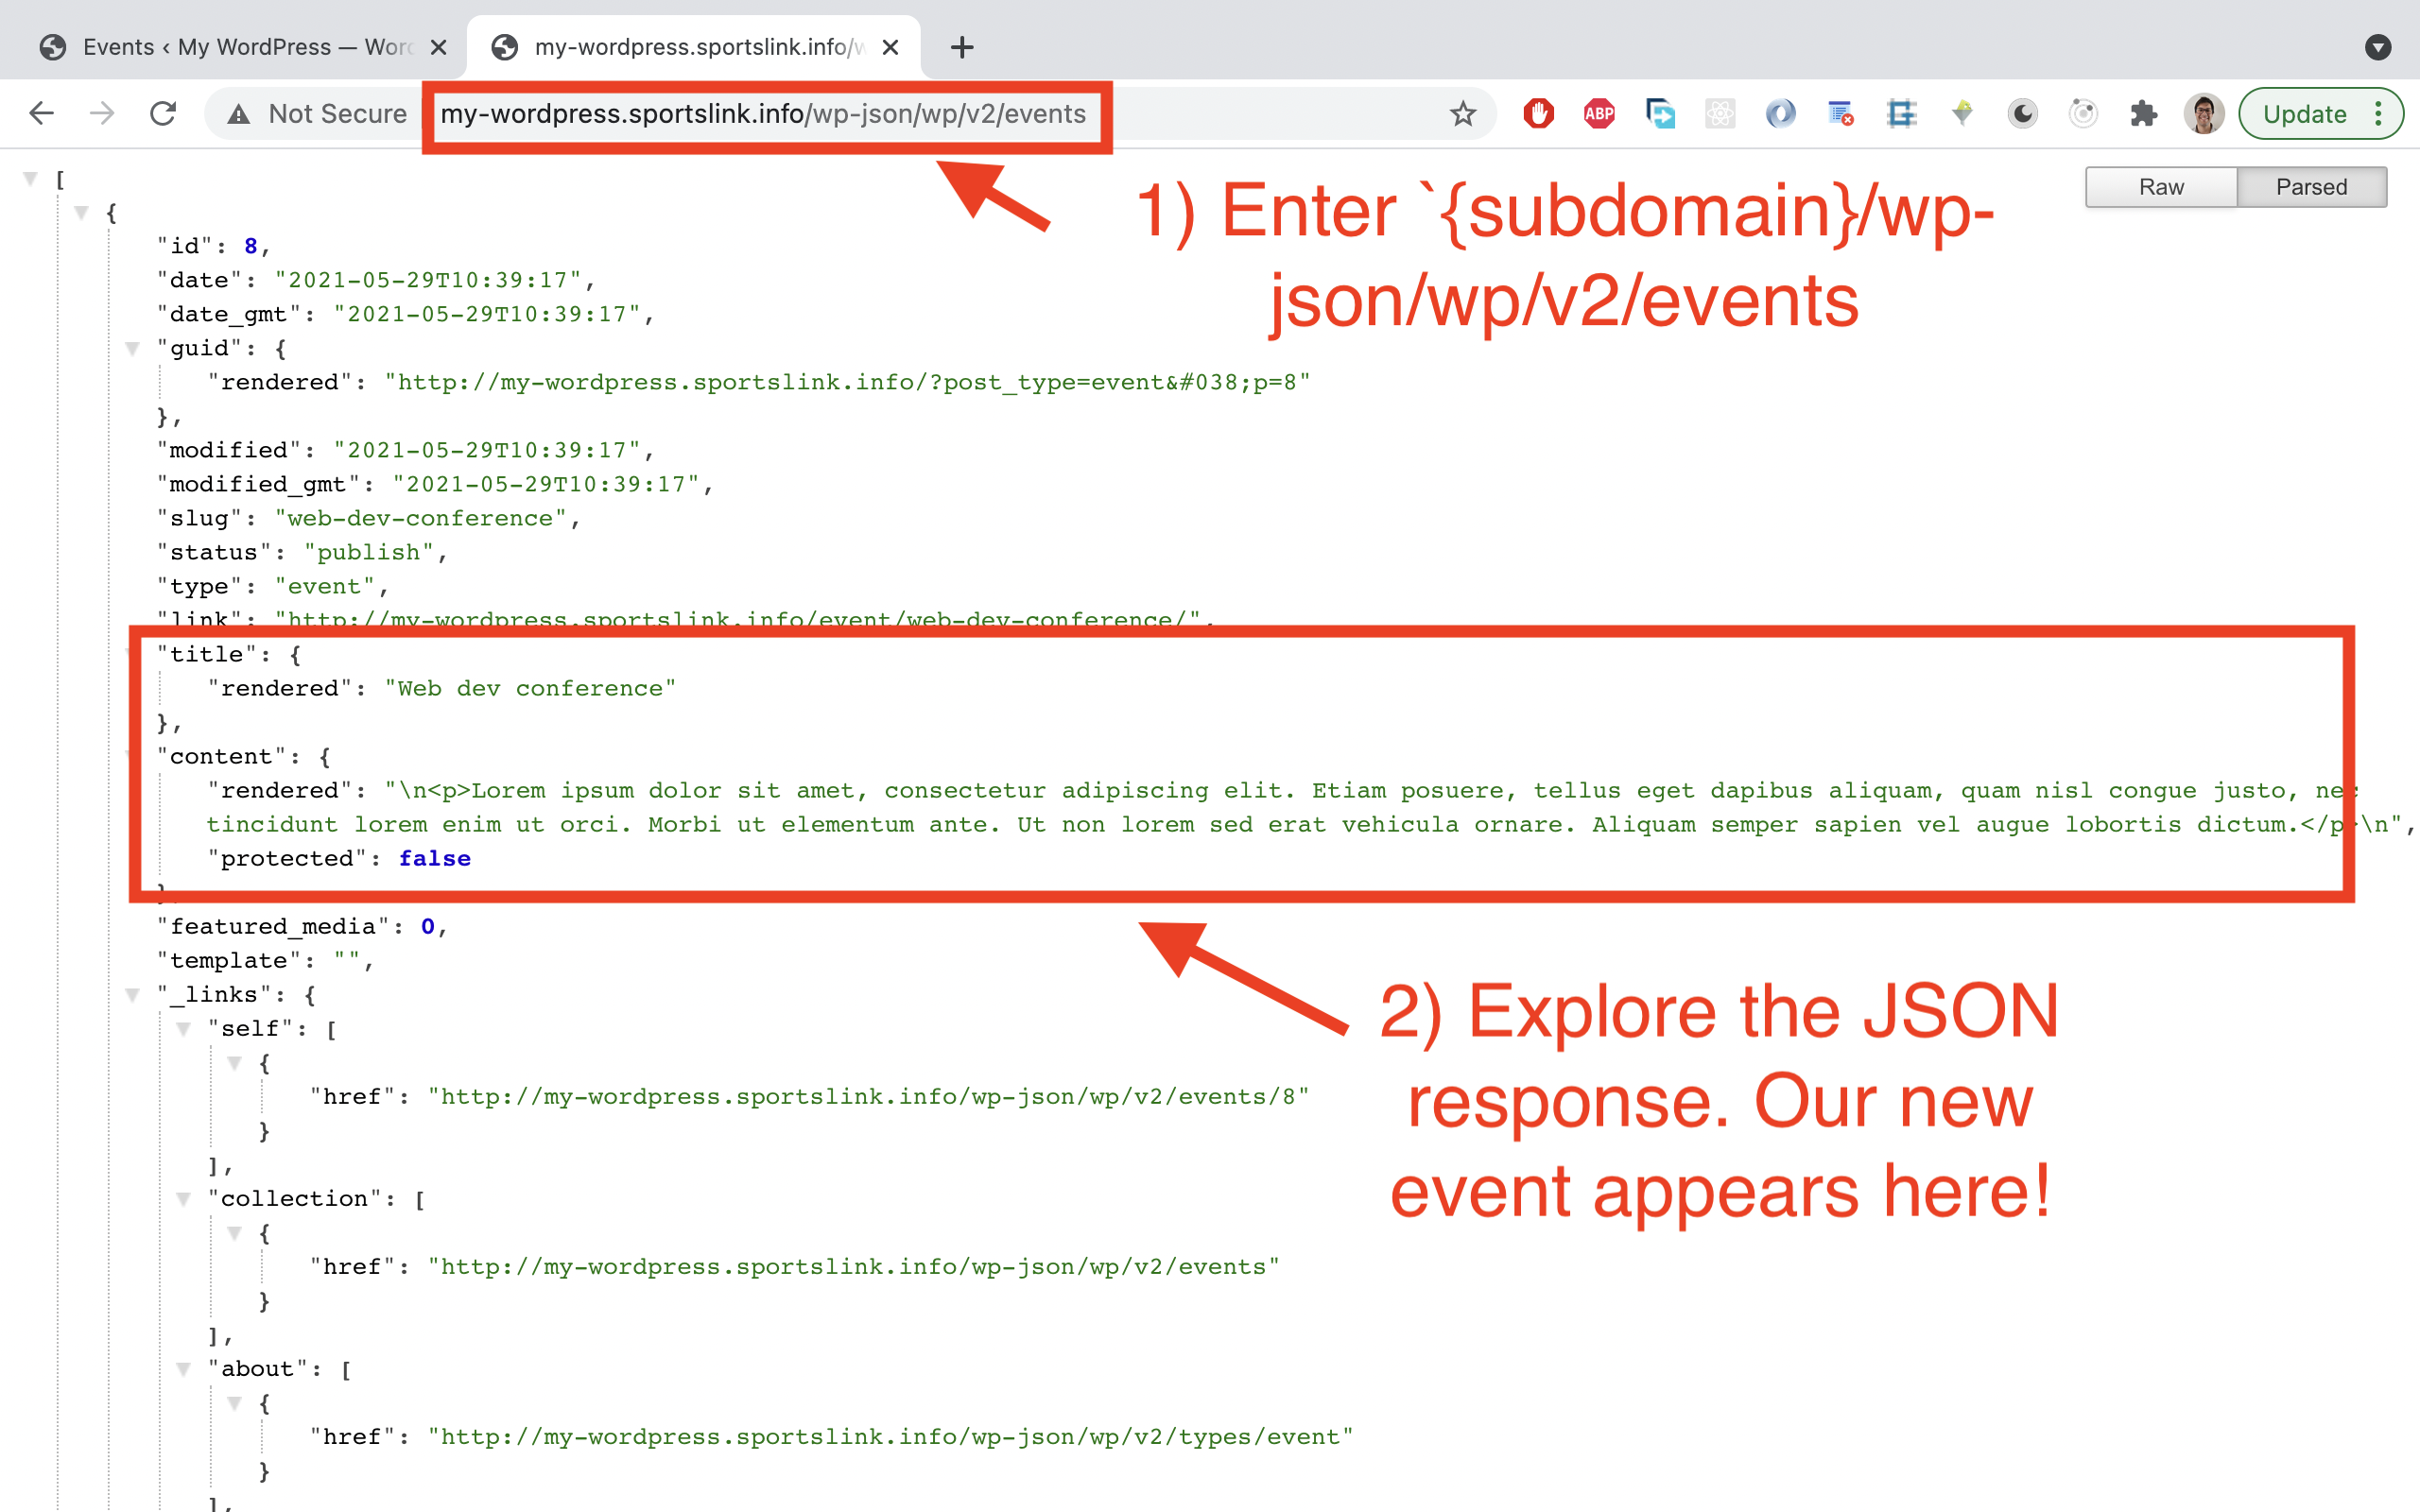 Events ‹ My WordPress — Word
my-wordpress.sportslink.info/w
Not Secure
my-wordpress.sportslink.info/wp-json/wp/v2/events
ABP
Update
Raw
Parsed
1) Enter `{subdomain}/wp-
json/wp/v2/events
[
{
"id": 8,
"date": "2021-05-29T10:39:17",
"date_gmt": "2021-05-29T10:39:17",
"guid": {
"rendered": "http://my-wordpress.sportslink.info/?post_type=event&#038;p=8"
},
"modified": "2021-05-29T10:39:17",
"modified_gmt": "2021-05-29T10:39:17",
"slug": "web-dev-conference",
"status": "publish",
"type": "event",
"link": "http://my-wordpress.sportslink.info/event/web-dev-conference/",
"title": {
"rendered": "Web dev conference"
},
"content": {
"rendered": "\n<p>Lorem ipsum dolor sit amet, consectetur adipiscing elit. Etiam posuere, tellus eget dapibus aliquam, quam nisl congue justo, nec
tincidunt lorem enim ut orci. Morbi ut elementum ante. Ut non lorem sed erat vehicula ornare. Aliquam semper sapien vel augue lobortis dictum.</p>\n",
"protected": false
},
"featured_media": 0,
"template": "",
"_links": {
"self": [
{
"href": "http://my-wordpress.sportslink.info/wp-json/wp/v2/events/8"
}
],
"collection": [
{
"href": "http://my-wordpress.sportslink.info/wp-json/wp/v2/events"
}
],
"about": [
{
"href": "http://my-wordpress.sportslink.info/wp-json/wp/v2/types/event"
}
],
2) Explore the JSON
response. Our new
event appears here!